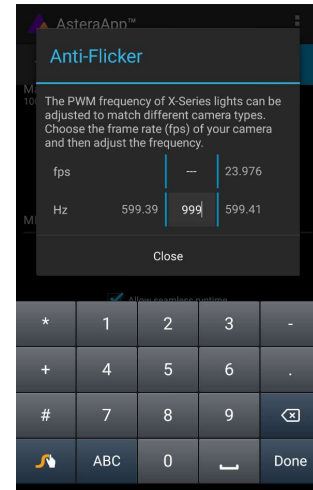 AsteraApp™
Anti-Flicker
The PWM frequency of X-Series lights can be
adjusted to match different camera types.
Choose the frame rate (fps) of your camera
and then adjust the frequency.
fps --- 23.976
Hz 599.39 999 599.41
Close
Allow seamless runtime
* 1 2 3 -
+ 4 5 6 .
# 7 8 9
ABC 0 Done